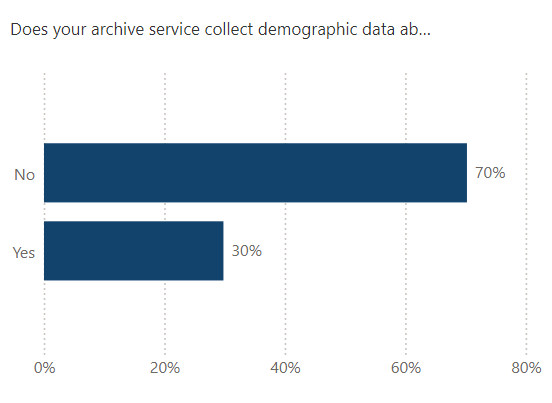 Does your archive service collect demographic data ab...
No
70%
Yes
30%
0%
20%
40%
60%
80%